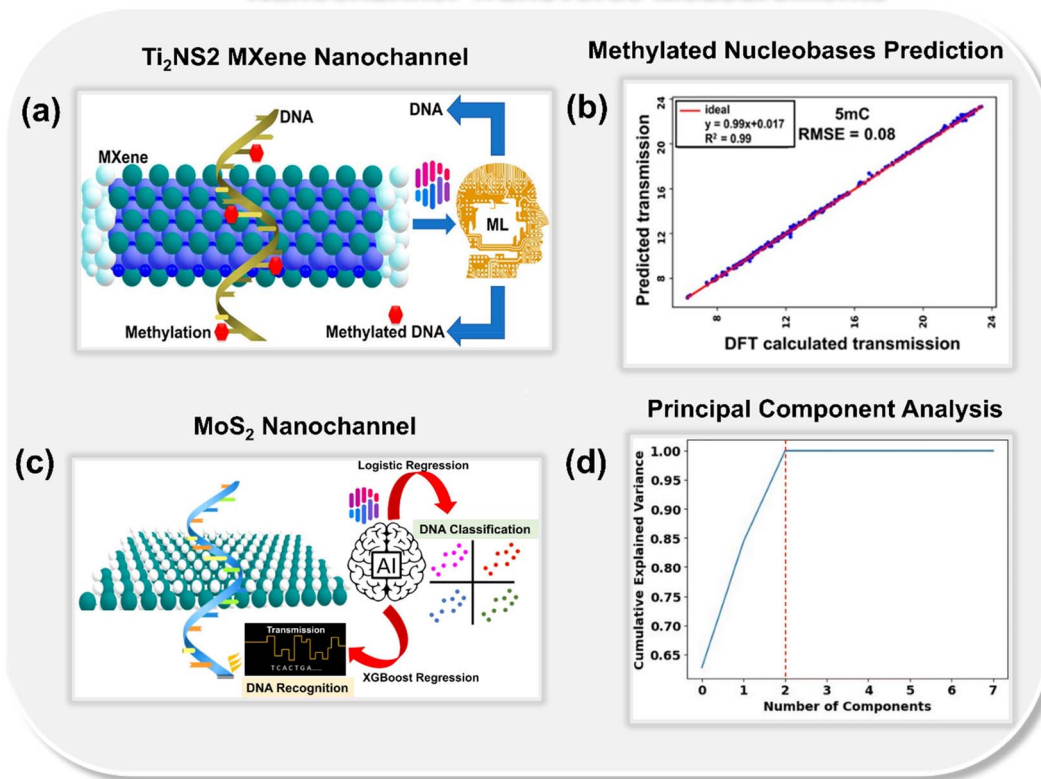 Nanochannel Transverse Measurements
Ti₂NS2 MXene Nanochannel
(a)
DNA
DNA
MXene
ML
Methylation
Methylated DNA
Methylated Nucleobases Prediction
(b)
ideal
y = 0.99x+0.017
R² = 0.99
5mC
RMSE = 0.08
Predicted transmission
24
20
16
12
8
8
12
16
20
24
DFT calculated transmission
MoS₂ Nanochannel
(c)
Logistic Regression
DNA Classification
AI
Transmission
TCACTGA......
XGBoost Regression
DNA Recognition
Principal Component Analysis
(d)
Cumulative Explained Variance
1.00
0.95
0.90
0.85
0.80
0.75
0.70
0.65
0 1 2 3 4 5 6 7
Number of Components